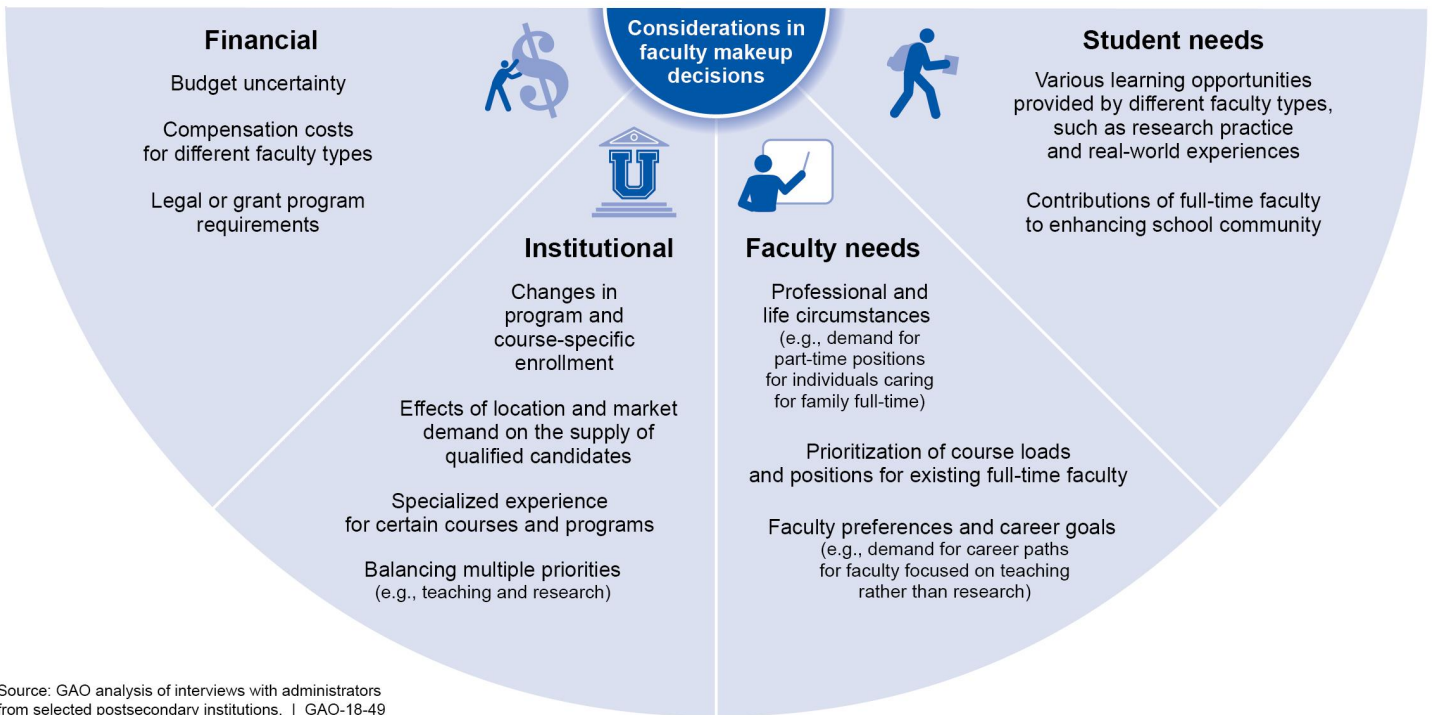 Considerations in
faculty makeup
decisions
Financial
Budget uncertainty
Compensation costs
for different faculty types
Legal or grant program
requirements
U
Institutional
Changes in
program and
course-specific
enrollment
Effects of location and market
demand on the supply of
qualified candidates
Specialized experience
for certain courses and programs
Balancing multiple priorities
(e.g., teaching and research)
Faculty needs
Professional and
life circumstances
(e.g., demand for
part-time positions
for individuals caring
for family full-time)
Prioritization of course loads
and positions for existing full-time faculty
Faculty preferences and career goals
(e.g., demand for career paths
for faculty focused on teaching
rather than research)
Student needs
Various learning opportunities
provided by different faculty types,
such as research practice
and real-world experiences
Contributions of full-time faculty
to enhancing school community
Source: GAO analysis of interviews with administrators
from selected postsecondary institutions. | GAO-18-49